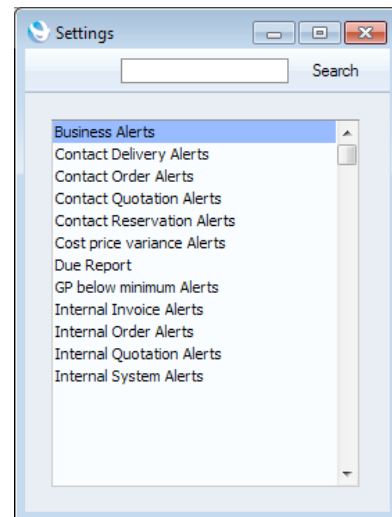 Settings
Search
Business Alerts
Contact Delivery Alerts
Contact Order Alerts
Contact Quotation Alerts
Contact Reservation Alerts
Cost price variance Alerts
Due Report
GP below minimum Alerts
Internal Invoice Alerts
Internal Order Alerts
Internal Quotation Alerts
Internal System Alerts